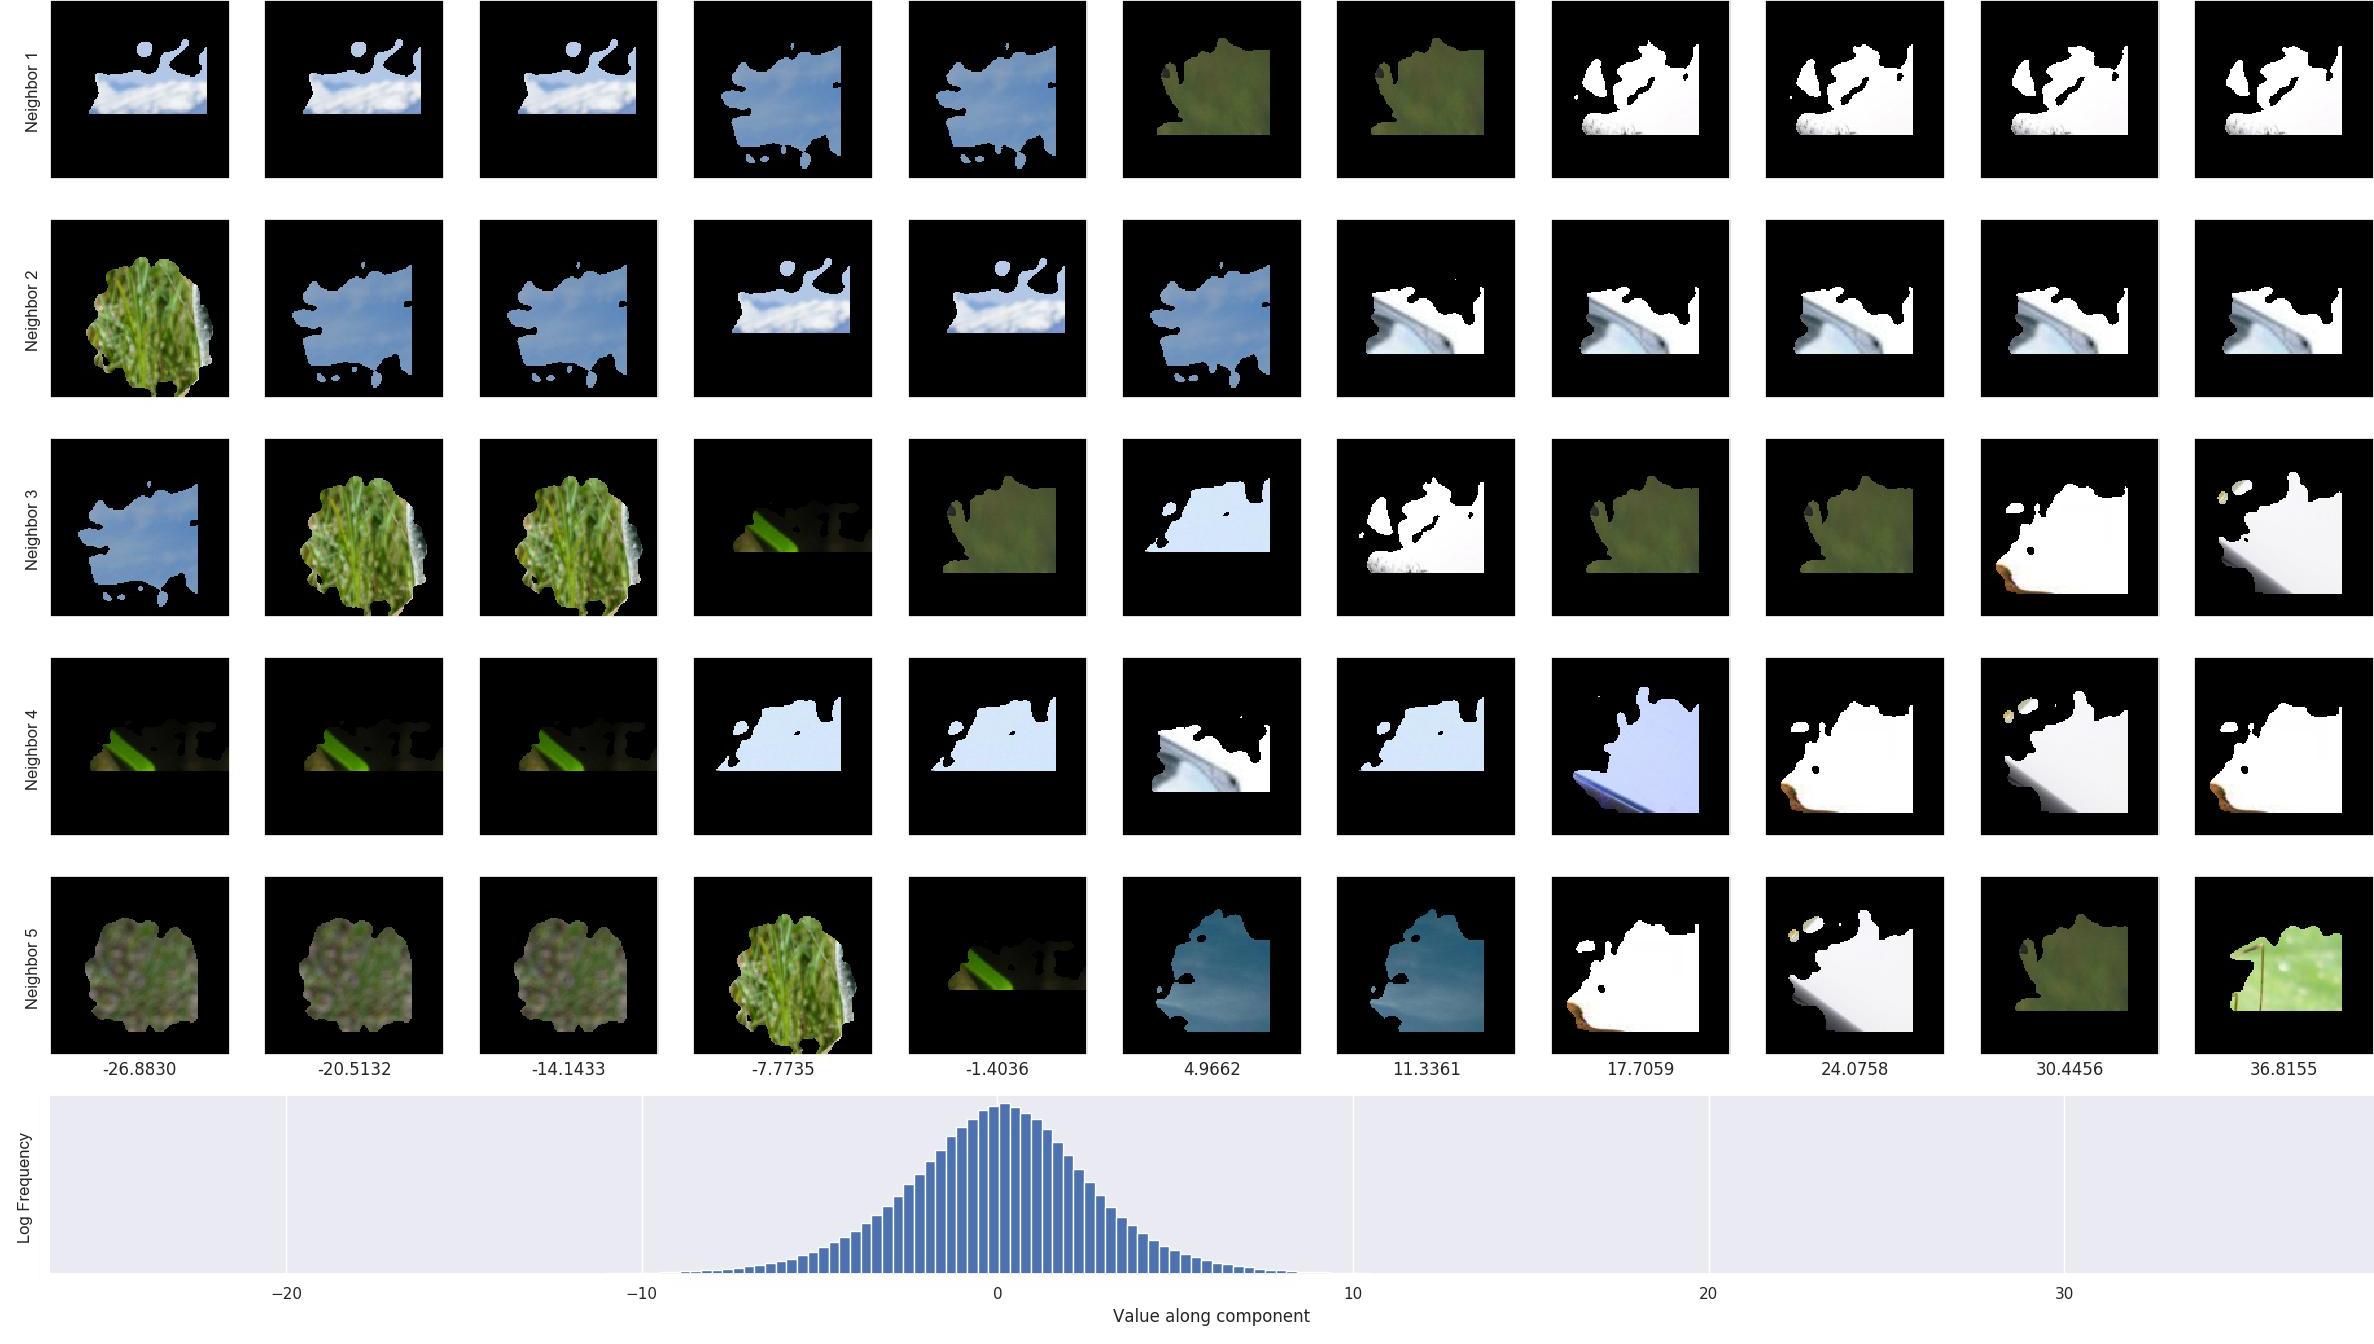 Neighbor 1
Neighbor 2
Neighbor 3
Neighbor 4
Neighbor 5
-26.8830 -20.5132 -14.1433 -7.7735 -1.4036 4.9662 11.3361 17.7059 24.0758 30.4456 36.8155
Log Frequency
−20 −10 0 10 20 30
Value along component